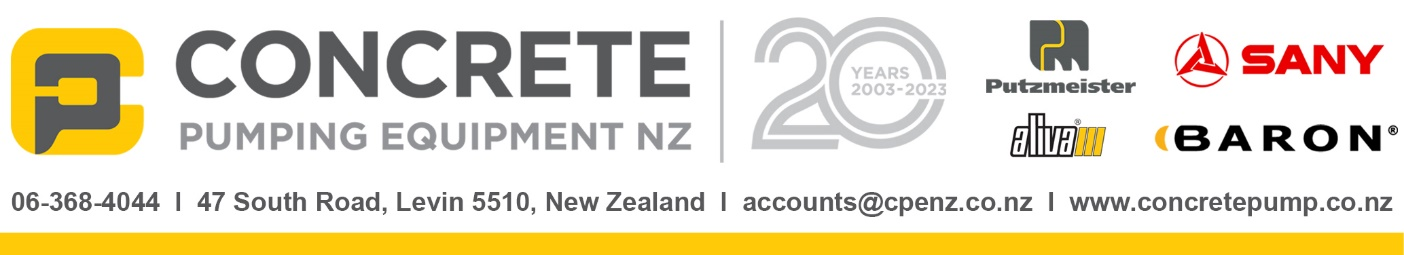 CONCRETE
PUMPING EQUIPMENT NZ
20
YEARS
2003-2023
Putzmeister
SANY
aliva®
BARON®
06-368-4044 I 47 South Road, Levin 5510, New Zealand I accounts@cpenz.co.nz I www.concretepump.co.nz